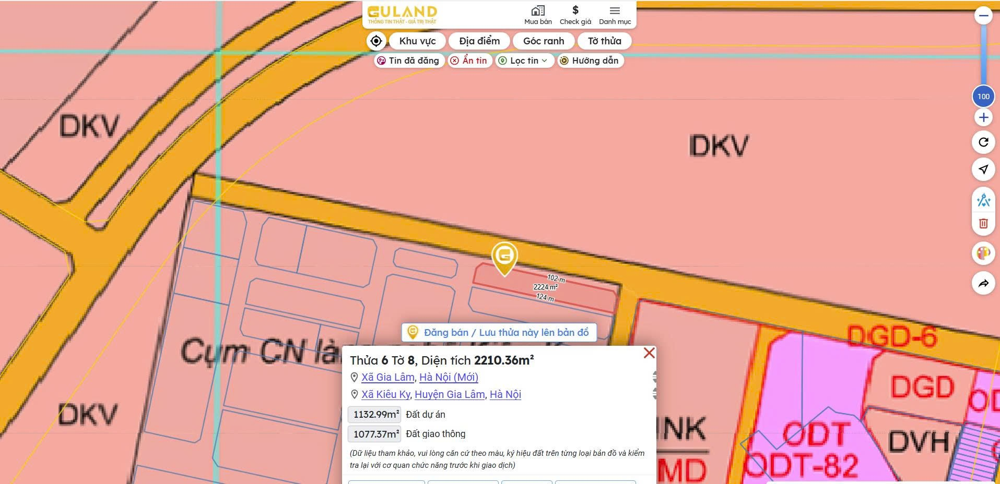 GULAND
THÔNG TIN THẬT - GIÁ TRỊ THẬT
Mua bán
Check giá
Danh mục
Khu vực
Địa điểm
Góc ranh
Tờ thửa
Tin đã đăng
Ẩn tin
Lọc tin
Hướng dẫn
100
DKV
DKV
102 m
2224 m²
124 m
Đăng bán / Lưu thửa này lên bản đồ
DGD-6
Cụm CN
Thửa 6 Tờ 8, Diện tích 2210.36m²
Xã Gia Lâm, Hà Nội (Mới)
Xã Kiêu Kỵ, Huyện Gia Lâm, Hà Nội
1132.99m² Đất dự án
1077.37m² Đất giao thông
(Dữ liệu tham khảo, vui lòng căn cứ theo màu, ký hiệu đất trên từng loại bản đồ và kiểm
tra lại với cơ quan chức năng trước khi giao dịch)
DKV
DGD
ODT
ODT-82
DVH